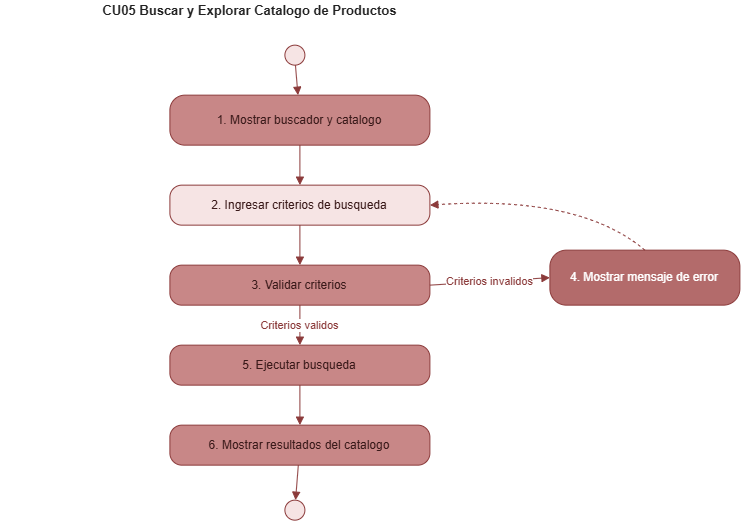 CU05 Buscar y Explorar Catalogo de Productos
1. Mostrar buscador y catalogo
2. Ingresar criterios de busqueda
3. Validar criterios
Criterios invalidos
4. Mostrar mensaje de error
Criterios validos
5. Ejecutar busqueda
6. Mostrar resultados del catalogo